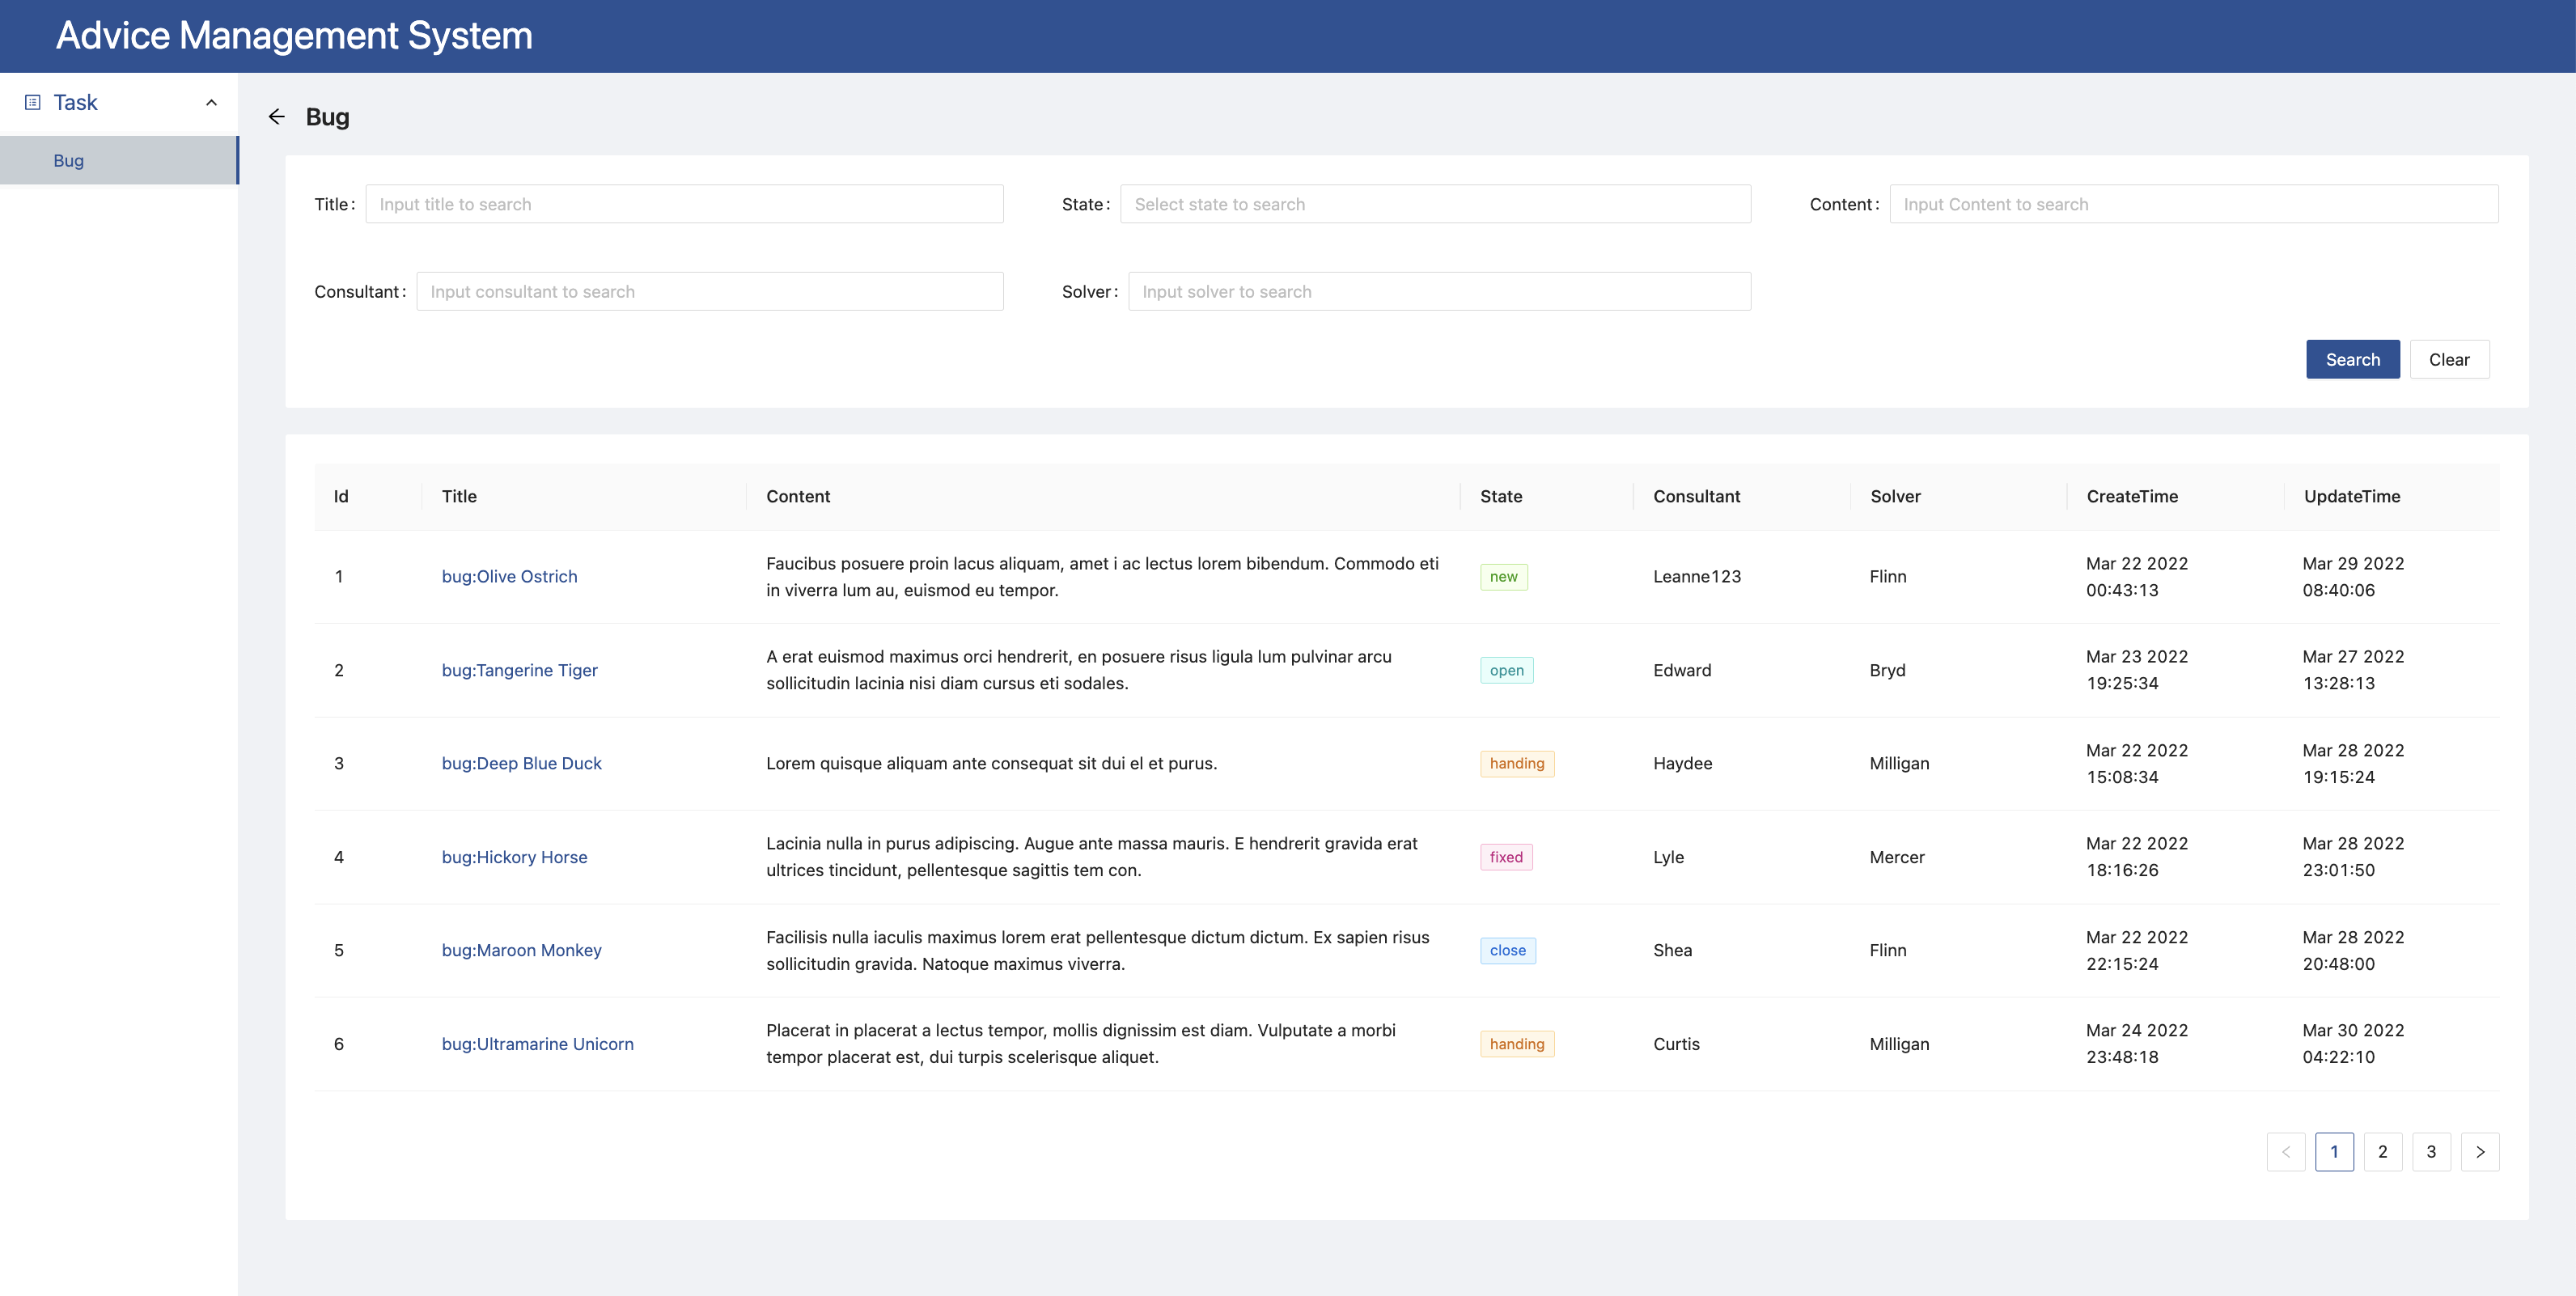 Advice Management System
Task
Bug
Bug
Title: Input title to search
State: Select state to search
Content: Input Content to search
Consultant: Input consultant to search
Solver: Input solver to search
Search
Clear
Id Title Content State Consultant Solver CreateTime UpdateTime
1 bug:Olive Ostrich Faucibus posuere proin lacus aliquam, amet i ac lectus lorem bibendum. Commodo eti
in viverra lum au, euismod eu tempor. new Leanne123 Flinn Mar 22 2022
00:43:13 Mar 29 2022
08:40:06
2 bug:Tangerine Tiger A erat euismod maximus orci hendrerit, en posuere risus ligula lum pulvinar arcu
sollicitudin lacinia nisi diam cursus eti sodales. open Edward Bryd Mar 23 2022
19:25:34 Mar 27 2022
13:28:13
3 bug:Deep Blue Duck Lorem quisque aliquam ante consequat sit dui el et purus. handing Haydee Milligan Mar 22 2022
15:08:34 Mar 28 2022
19:15:24
4 bug:Hickory Horse Lacinia nulla in purus adipiscing. Augue ante massa mauris. E hendrerit gravida erat
ultrices tincidunt, pellentesque sagittis tem con. fixed Lyle Mercer Mar 22 2022
18:16:26 Mar 28 2022
23:01:50
5 bug:Maroon Monkey Facilisis nulla iaculis maximus lorem erat pellentesque dictum dictum. Ex sapien risus
sollicitudin gravida. Natoque maximus viverra. close Shea Flinn Mar 22 2022
22:15:24 Mar 28 2022
20:48:00
6 bug:Ultramarine Unicorn Placerat in placerat a lectus tempor, mollis dignissim est diam. Vulputate a morbi
tempor placerat est, dui turpis scelerisque aliquet. handing Curtis Milligan Mar 24 2022
23:48:18 Mar 30 2022
04:22:10
1 2 3